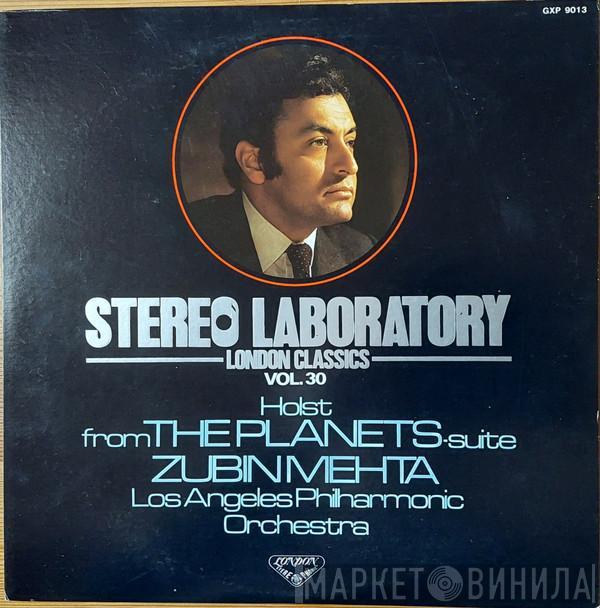 GXP 9013
STEREO LABORATORY
LONDON CLASSICS
VOL. 30
Holst
from THE PLANETS-suite
ZUBIN MEHTA
Los Angeles Philharmonic
Orchestra
LONDON
МАРКЕТ ВИНИЛА